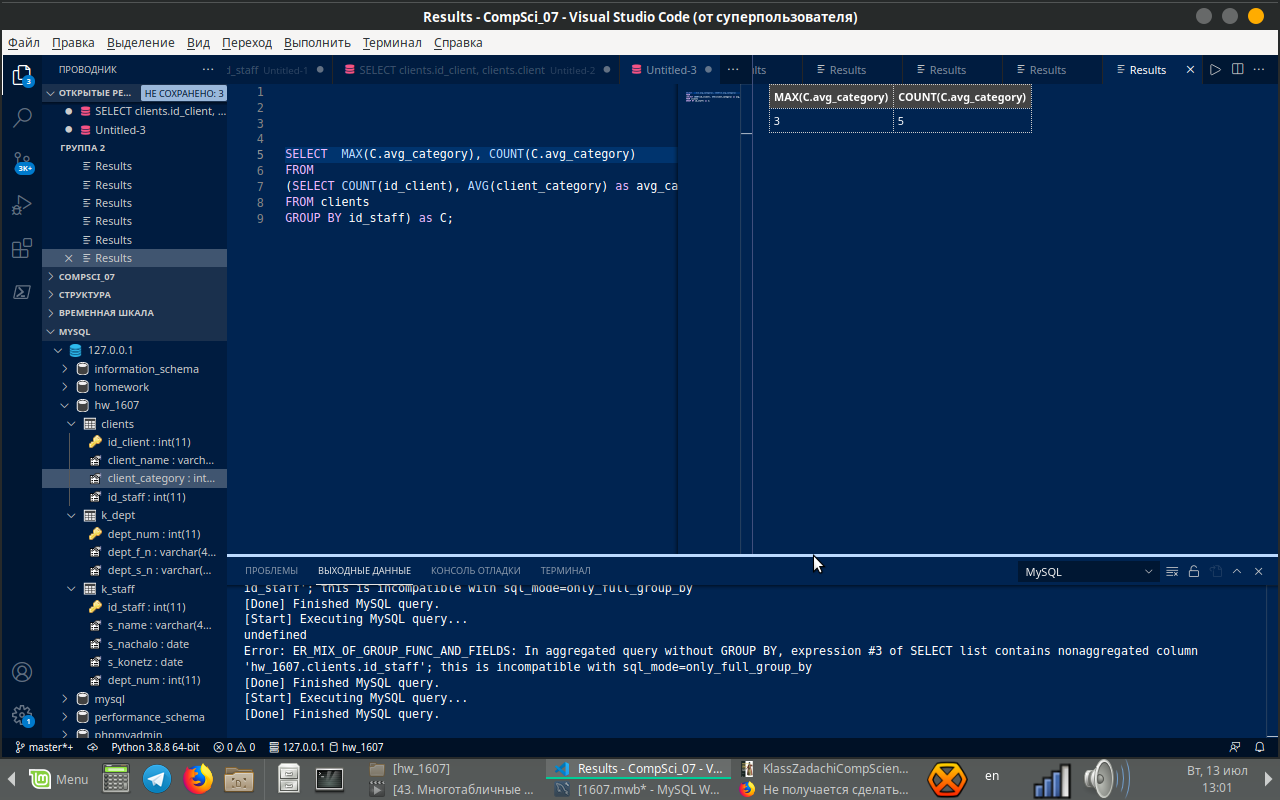 Results - CompSci_07 - Visual Studio Code (от суперпользователя)
Файл Правка Выделение Вид Переход Выполнить Терминал Справка
ПРОВОДНИК ···
d_staff Untitled-1 SELECT clients.id_client, clients.client Untitled-2 Untitled-3 ···
lts Results Results Results Results ···
ОТКРЫТЫЕ РЕ... НЕ СОХРАНЕНО: 3
SELECT clients.id_client, ...
Untitled-3
ГРУППА 2
Results
Results
Results
Results
Results
Results
COMPSCI_07
СТРУКТУРА
ВРЕМЕННАЯ ШКАЛА
MYSQL
127.0.0.1
information_schema
homework
hw_1607
clients
id_client : int(11)
client_name : varch...
client_category : int...
id_staff : int(11)
k_dept
dept_num : int(11)
dept_f_n : varchar(4...
dept_s_n : varchar(...
k_staff
id_staff : int(11)
s_name : varchar(4...
s_nachalo : date
s_konetz : date
dept_num : int(11)
mysql
performance_schema
phpmyadmin
3
3K+
1
1
2
3
4
5 SELECT  MAX(C.avg_category), COUNT(C.avg_category)
6 FROM
7 (SELECT COUNT(id_client), AVG(client_category) as avg_ca
8 FROM clients
9 GROUP BY id_staff) as C;
MAX(C.avg_category) COUNT(C.avg_category)
3 5
ПРОБЛЕМЫ ВЫХОДНЫЕ ДАННЫЕ КОНСОЛЬ ОТЛАДКИ ТЕРМИНАЛ MySQL
id_staff'; this is incompatible with sql_mode=only_full_group_by
[Done] Finished MySQL query.
[Start] Executing MySQL query...
undefined
Error: ER_MIX_OF_GROUP_FUNC_AND_FIELDS: In aggregated query without GROUP BY, expression #3 of SELECT list contains nonaggregated column
'hw_1607.clients.id_staff'; this is incompatible with sql_mode=only_full_group_by
[Done] Finished MySQL query.
[Start] Executing MySQL query...
[Done] Finished MySQL query.
master*+ Python 3.8.8 64-bit 0 0 127.0.0.1 hw_1607
Menu
[hw_1607]
[43. Многотабличные ...
Results - CompSci_07 - V...
[1607.mwb* - MySQL W...
KlassZadachiCompScien...
Не получается сделать...
en
Вт, 13 июл
13:01